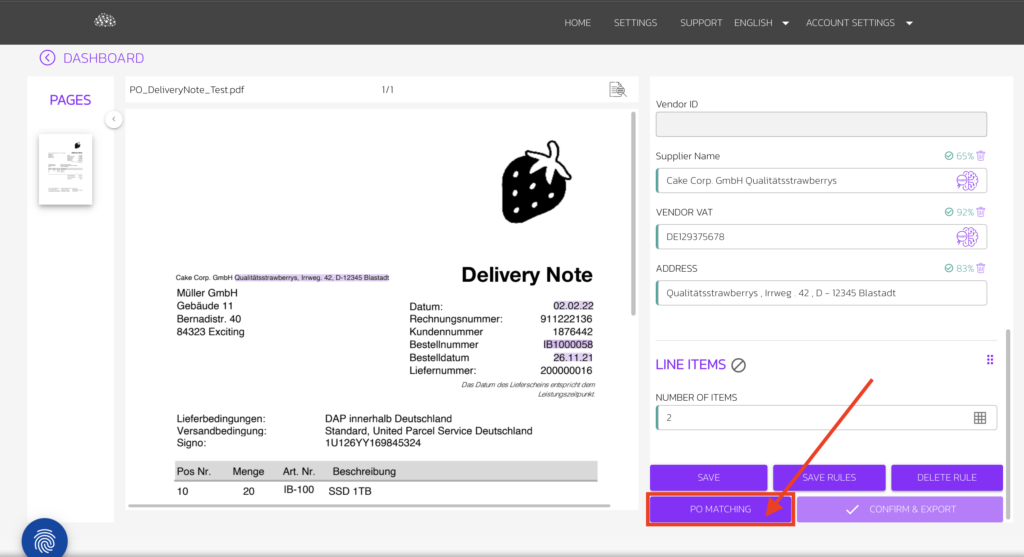 HOME SETTINGS SUPPORT ENGLISH ACCOUNT SETTINGS
DASHBOARD
PAGES
PO_DeliveryNote_Test.pdf 1/1
Cake Corp. GmbH Qualitätsstrawberrys, Irrweg. 42, D-12345 Blastadt
Müller GmbH
Gebäude 11
Bernadistr. 40
84323 Exciting
Delivery Note
Datum: 02.02.22
Rechnungsnummer: 911222136
Kundennummer 1876442
Bestellnummer IB1000058
Bestelldatum 26.11.21
Liefernummer: 200000016
Das Datum des Lieferscheins entspricht dem
Leistungszeitpunkt.
Lieferbedingungen: DAP innerhalb Deutschland
Versandbedingung: Standard, United Parcel Service Deutschland
Signo: 1U126YY169845324
Pos Nr. Menge Art. Nr. Beschreibung
10 20 IB-100 SSD 1TB
Vendor ID
Supplier Name 65%
Cake Corp. GmbH Qualitätsstrawberrys
VENDOR VAT 92%
DE129375678
ADDRESS 83%
Qualitätsstrawberrys , Irrweg . 42 , D - 12345 Blastadt
LINE ITEMS
NUMBER OF ITEMS
2
SAVE SAVE RULES DELETE RULE
PO MATCHING CONFIRM & EXPORT